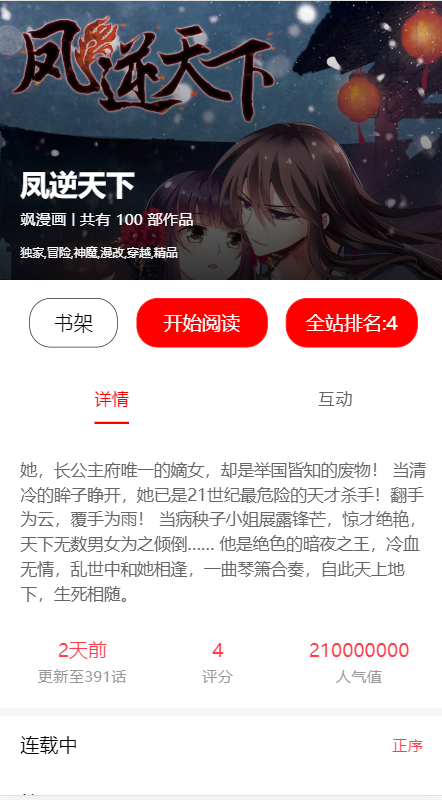 凤逆天下
凤逆天下
飒漫画 | 共有 100 部作品
独家,冒险,神魔,漫改,穿越,精品
书架
开始阅读
全站排名:4
详情
互动
她，长公主府唯一的嫡女，却是举国皆知的废物！ 当清
冷的眸子睁开，她已是21世纪最危险的天才杀手！翻手
为云，覆手为雨！ 当病秧子小姐展露锋芒，惊才绝艳，
天下无数男女为之倾倒…… 他是绝色的暗夜之王，冷血
无情，乱世中和她相逢，一曲琴箫合奏，自此天上地
下，生死相随。
2天前
4
210000000
更新至391话
评分
人气值
连载中
正序